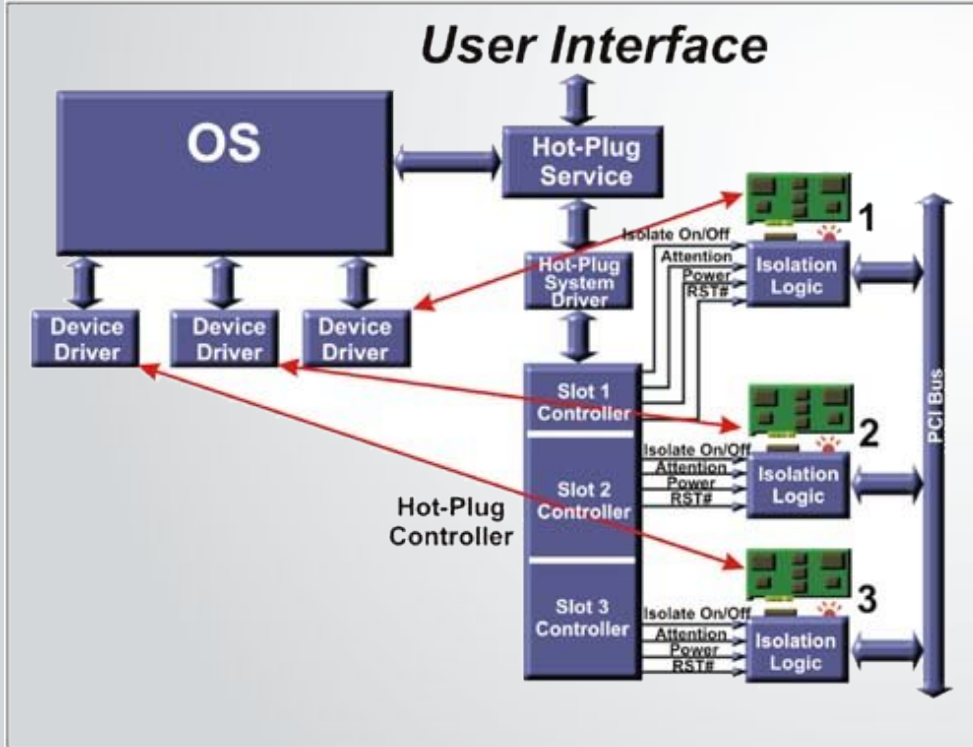 User Interface
OS
Hot-Plug
Service
1
Isolate On/Off
Attention
Power
RST#
Isolation
Logic
Hot-Plug
System
Driver
Device
Driver
Device
Driver
Device
Driver
Slot 1
Controller
2
Isolate On/Off
Attention
Power
RST#
Isolation
Logic
PCI Bus
Slot 2
Controller
Hot-Plug
Controller
3
Slot 3
Controller
Isolate On/Off
Attention
Power
RST#
Isolation
Logic